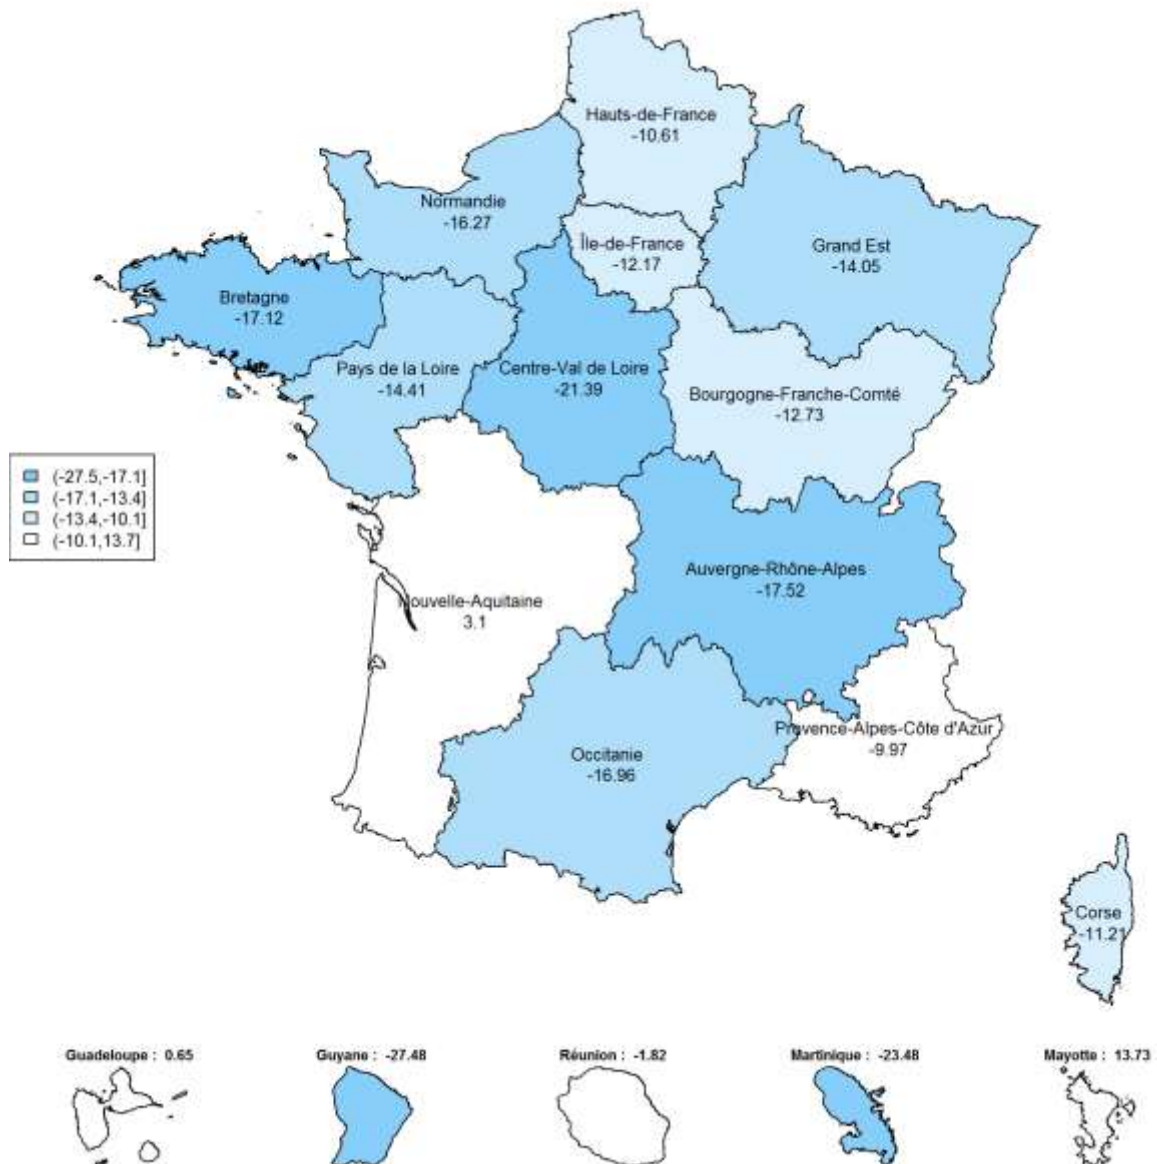 Hauts-de-France
-10.61
Normandie
-16.27
Île-de-France
-12.17
Grand Est
-14.05
Bretagne
-17.12
Pays de la Loire
-14.41
Centre-Val de Loire
-21.39
Bourgogne-Franche-Comté
-12.73
(-27.5,-17.1]
(-17.1,-13.4]
(-13.4,-10.1]
(-10.1,13.7]
Auvergne-Rhône-Alpes
-17.52
Nouvelle-Aquitaine
3.1
Provence-Alpes-Côte d'Azur
-9.97
Occitanie
-16.96
Corse
-11.21
Guadeloupe : 0.65
Guyane : -27.48
Réunion : -1.82
Martinique : -23.48
Mayotte : 13.73